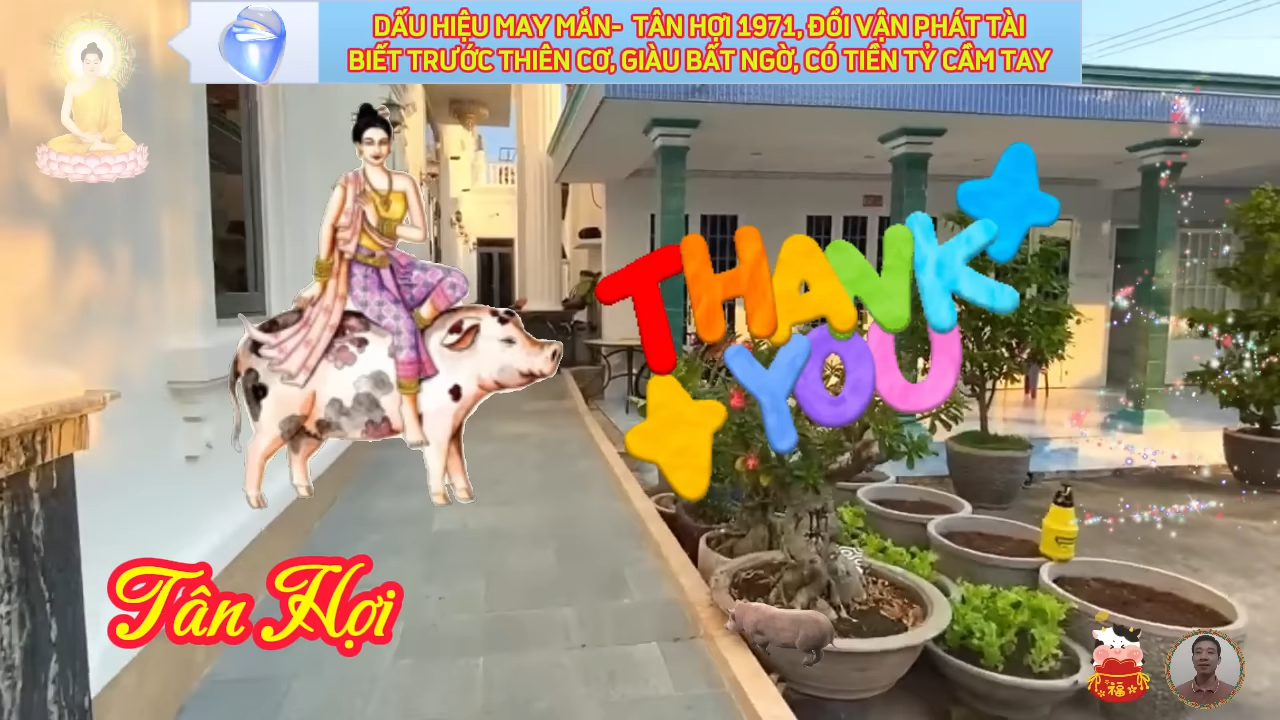 DẤU HIỆU MAY MẮN- TÂN HỢI 1971, ĐỔI VẬN PHÁT TÀI
BIẾT TRƯỚC THIÊN CƠ, GIÀU BẤT NGỜ, CÓ TIỀN TỶ CẦM TAY
THANK
YOU
Tân Hợi
福